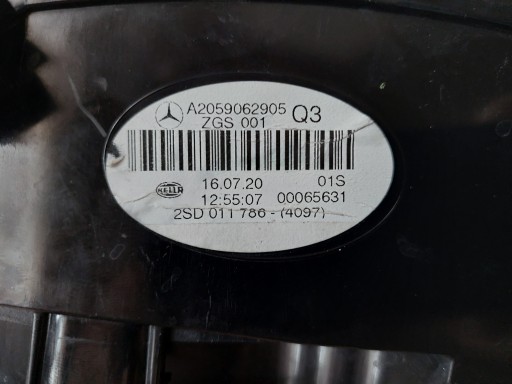 A2059062905 Q3
ZGS 001
HELLA 16.07.20 01S
12:55:07 00065631
2SD 011 786 - (4097)